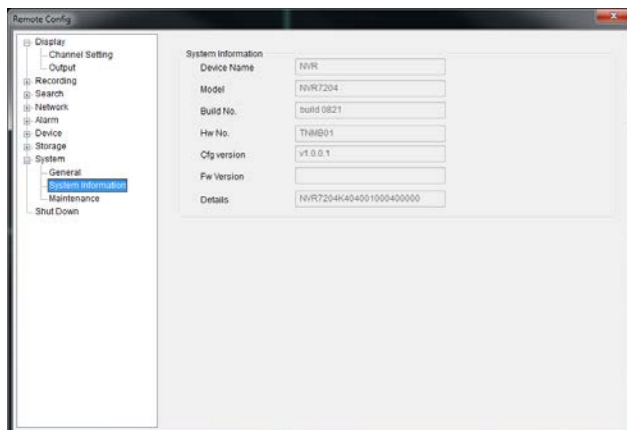 Remote Config
Display
Channel Setting
Output
Recording
Search
Network
Alarm
Device
Storage
System
General
System Information
Maintenance
Shut Down
System Information
Device Name NVR
Model NVR7204
Build No. build 0821
Hw No. TNMB01
Cfg version v1.0.0.1
Fw Version
Details NVR7204K404001000400000